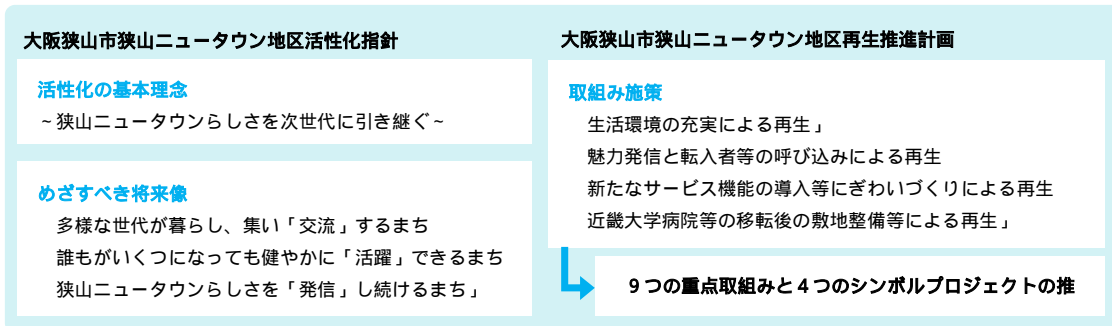 大阪狭山市狭山ニュータウン地区活性化指針
活性化の基本理念
～狭山ニュータウンらしさを次世代に引き継ぐ～
めざすべき将来像
多様な世代が暮らし、集い「交流」するまち
誰もがいくつになっても健やかに「活躍」できるまち
狭山ニュータウンらしさを「発信」し続けるまち」
大阪狭山市狭山ニュータウン地区再生推進計画
取組み施策
生活環境の充実による再生」
魅力発信と転入者等の呼び込みによる再生
新たなサービス機能の導入等にぎわいづくりによる再生
近畿大学病院等の移転後の敷地整備等による再生」
９つの重点取組みと４つのシンボルプロジェクトの推